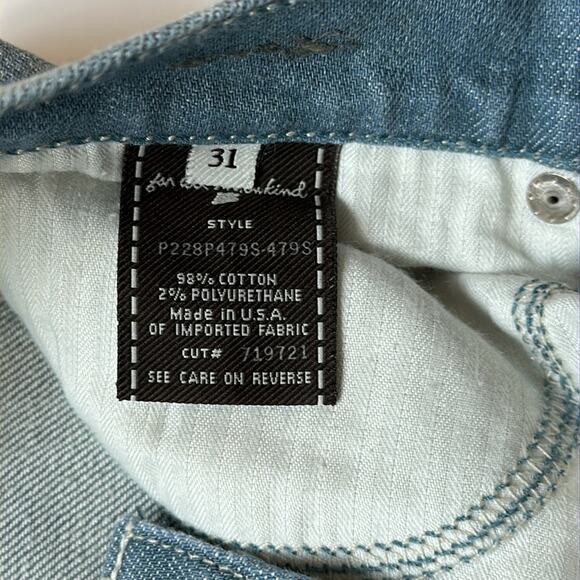 31
for all mankind
STYLE
P228P479S-479S
98% COTTON
2% POLYURETHANE
Made in U.S.A.
OF IMPORTED FABRIC
CUT# 719721
SEE CARE ON REVERSE